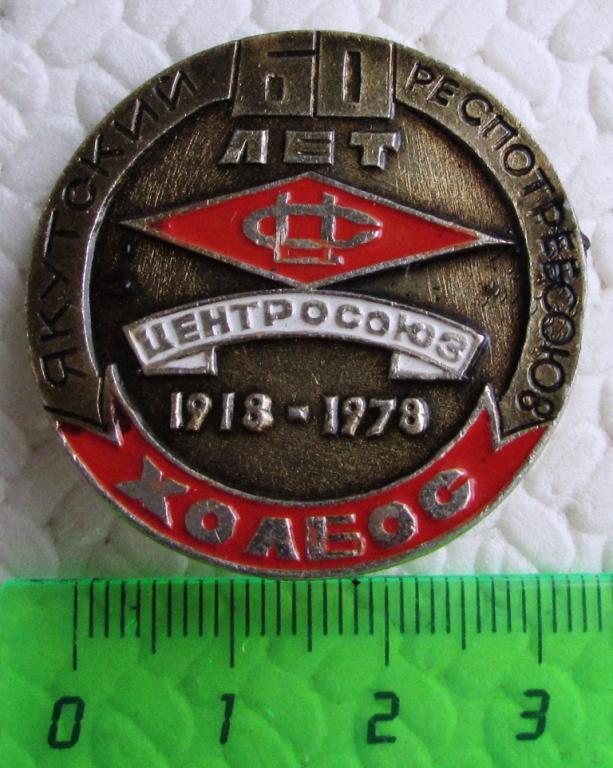 60
ЛЕТ
ЯКУТСКИЙ
РЕСПОТРЕБСОЮЗ
ЦС
ЦЕНТРОСОЮЗ
1918-1978
ХОЛБОС
0 1 2 3